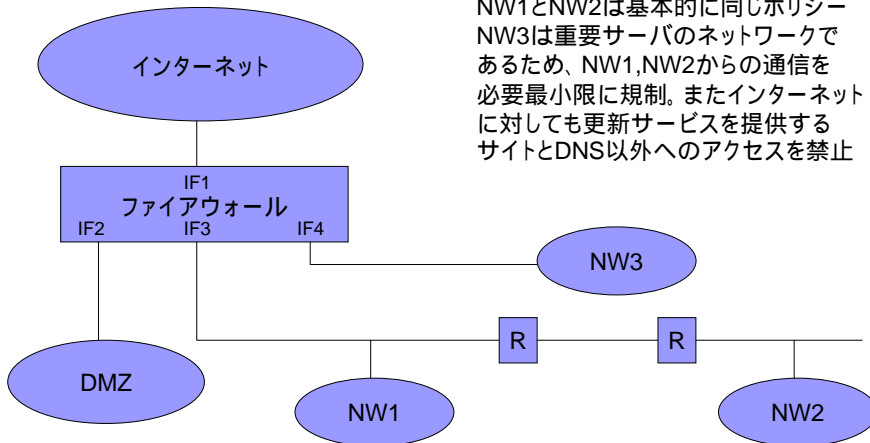 NW1とNW2は基本的に同じポリシー
NW3は重要サーバのネットワークで
あるため、NW1,NW2からの通信を
必要最小限に規制。またインターネット
に対しても更新サービスを提供する
サイトとDNS以外へのアクセスを禁止
インターネット
IF1
ファイアウォール
IF2 IF3 IF4
NW3
R R
DMZ
NW1
NW2